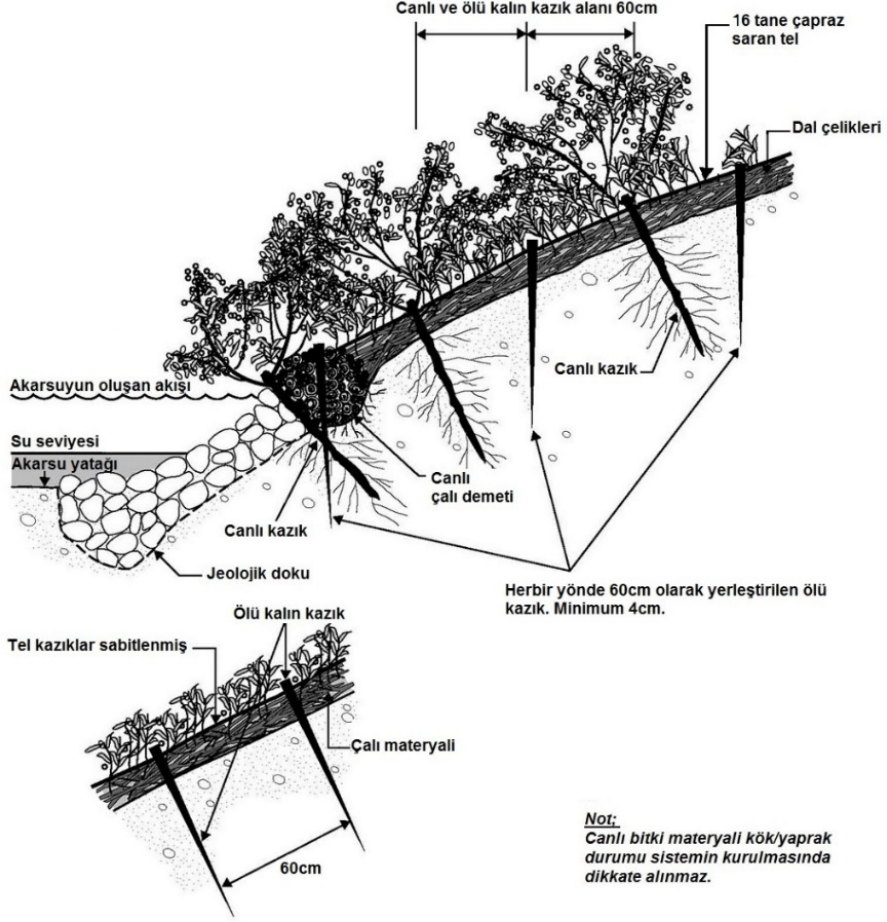 Canlı ve ölü kalın kazık alanı 60cm
16 tane çapraz
saran tel
Dal çelikleri
Akarsuyun oluşan akışı
Canlı kazık
Su seviyesi
Akarsu yatağı
Canlı
çalı demeti
Canlı kazık
Jeolojik doku
Herbir yönde 60cm olarak yerleştirilen ölü
kazık. Minimum 4cm.
Ölü kalın kazık
Tel kazıklar sabitlenmiş
Çalı materyali
60cm
Not;
Canlı bitki materyali kök/yaprak
durumu sistemin kurulmasında
dikkate alınmaz.